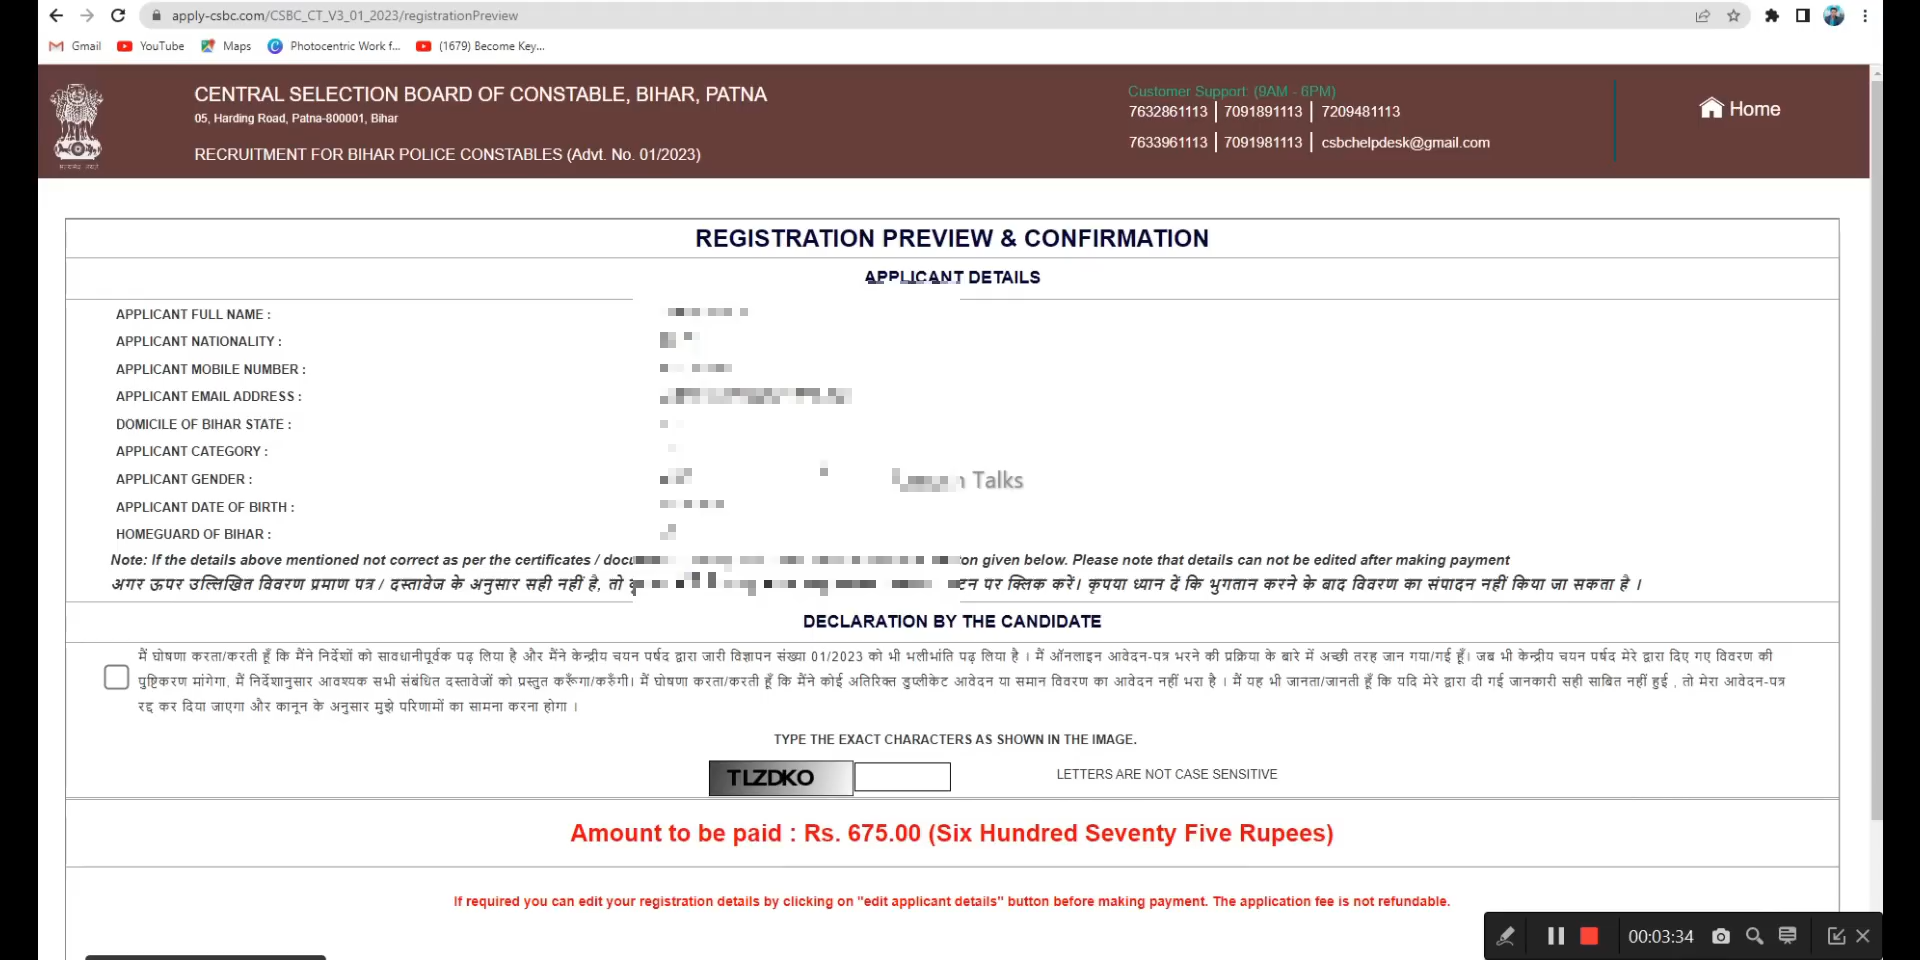 apply-csbc.com/CSBC_CT_V3_01_2023/registrationPreview
Gmail YouTube Maps Photocentric Work f... (1679) Become Key...
CENTRAL SELECTION BOARD OF CONSTABLE, BIHAR, PATNA
05, Harding Road, Patna-800001, Bihar
RECRUITMENT FOR BIHAR POLICE CONSTABLES (Advt. No. 01/2023)
Customer Support: (9AM - 6PM)
7632861113 | 7091891113 | 7209481113
7633961113 | 7091981113 | csbchelpdesk@gmail.com
Home
REGISTRATION PREVIEW & CONFIRMATION
APPLICANT DETAILS
APPLICANT FULL NAME :
APPLICANT NATIONALITY :
APPLICANT MOBILE NUMBER :
APPLICANT EMAIL ADDRESS :
DOMICILE OF BIHAR STATE :
APPLICANT CATEGORY :
APPLICANT GENDER :
Talks
APPLICANT DATE OF BIRTH :
HOMEGUARD OF BIHAR :
Note: If the details above mentioned not correct as per the certificates / given below. Please note that details can not be edited after making payment
अगर ऊपर उल्लिखित विवरण प्रमाण पत्र / दस्तावेज के अनुसार सही नहीं है, तो पर क्लिक करें। कृपया ध्यान दें कि भुगतान करने के बाद विवरण का संपादन नहीं किया जा सकता है ।
DECLARATION BY THE CANDIDATE
मैं घोषणा करता/करती हूँ कि मैंने निर्देशों को सावधानीपूर्वक पढ़ लिया है और मैंने केन्द्रीय चयन पर्षद द्वारा जारी विज्ञापन संख्या 01/2023 को भी भलीभांति पढ़ लिया है । मैं ऑनलाइन आवेदन-पत्र भरने की प्रक्रिया के बारे में अच्छी तरह जान गया/गई हूँ। जब भी केन्द्रीय चयन पर्षद मेरे द्वारा दिए गए विवरण की
पुष्टिकरण मांगेगा, मैं निर्देशानुसार आवश्यक सभी संबंधित दस्तावेजों को प्रस्तुत करूँगा/करुँगी। मैं घोषणा करता/करती हूँ कि मैंने कोई अतिरिक्त डुप्लीकेट आवेदन या समान विवरण का आवेदन नहीं भरा है । मैं यह भी जानता/जानती हूँ कि यदि मेरे द्वारा दी गई जानकारी सही साबित नहीं हुई , तो मेरा आवेदन-पत्र
रद्द कर दिया जाएगा और कानून के अनुसार मुझे परिणामों का सामना करना होगा ।
TYPE THE EXACT CHARACTERS AS SHOWN IN THE IMAGE.
TLZDKO LETTERS ARE NOT CASE SENSITIVE
Amount to be paid : Rs. 675.00 (Six Hundred Seventy Five Rupees)
If required you can edit your registration details by clicking on "edit applicant details" button before making payment. The application fee is not refundable.
00:03:34